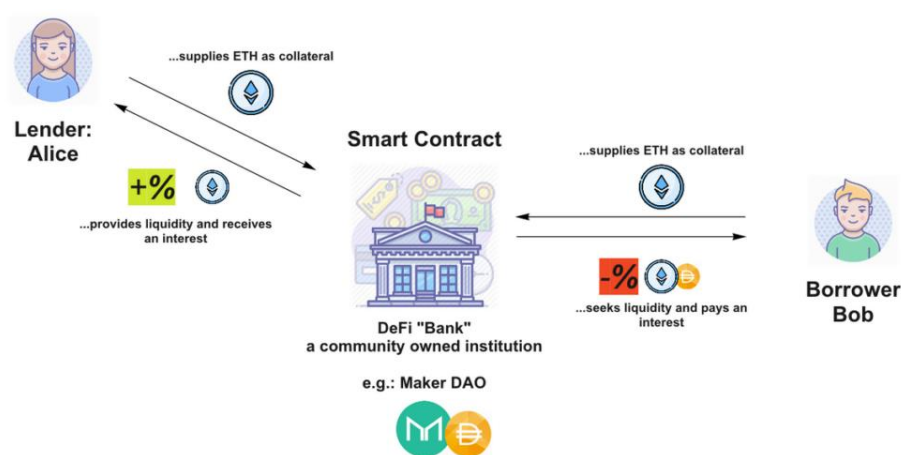 ...supplies ETH as collateral
Lender:
Alice
+%
...provides liquidity and receives
an interest
Smart Contract
DeFi "Bank"
a community owned institution
e.g.: Maker DAO
...supplies ETH as collateral
-%
...seeks liquidity and pays an
interest
Borrower
Bob